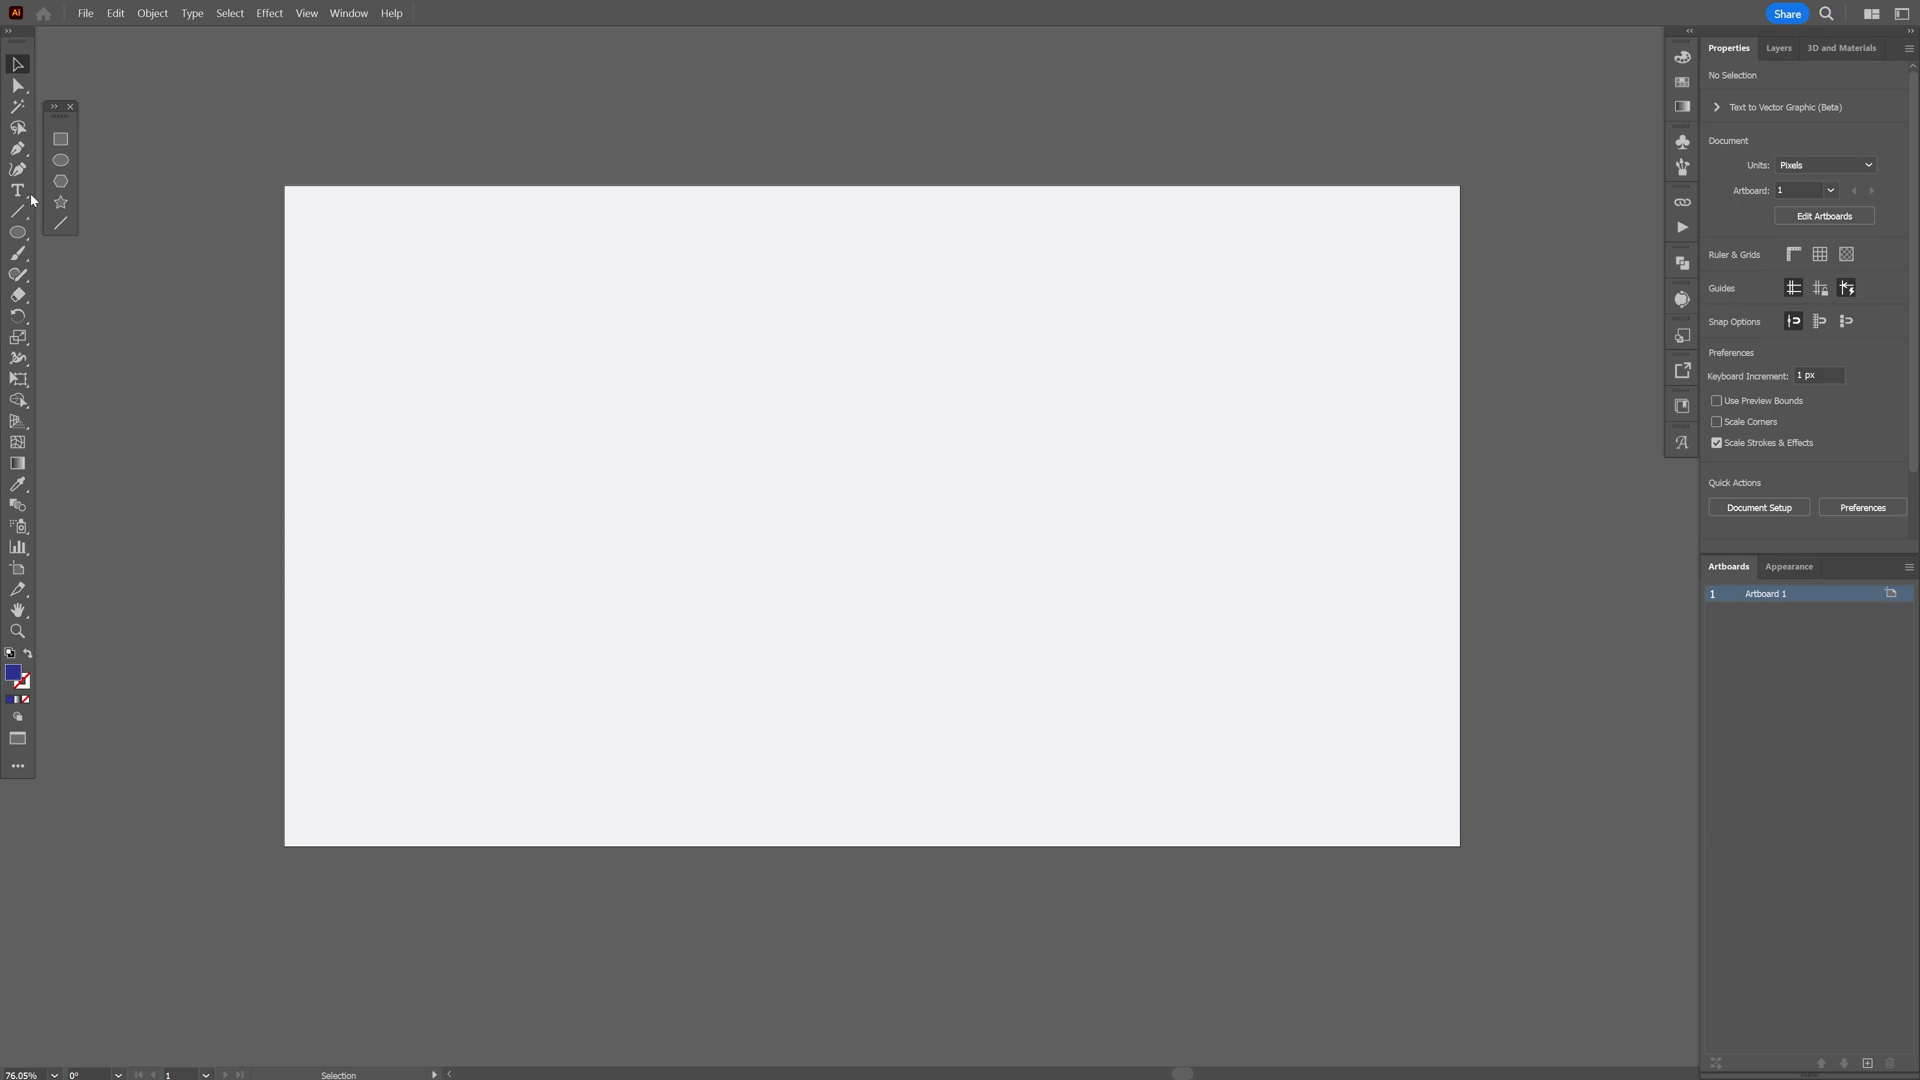 Ai File Edit Object Type Select Effect View Window Help Share
Properties Layers 3D and Materials
No Selection
Text to Vector Graphic (Beta)
Document
Units: Pixels
Artboard: 1
Edit Artboards
Ruler & Grids
Guides
Snap Options
Preferences
Keyboard Increment: 1 px
Use Preview Bounds
Scale Corners
Scale Strokes & Effects
Quick Actions
Document Setup Preferences
Artboards Appearance
1 Artboard 1
76.05% 0° 1 Selection